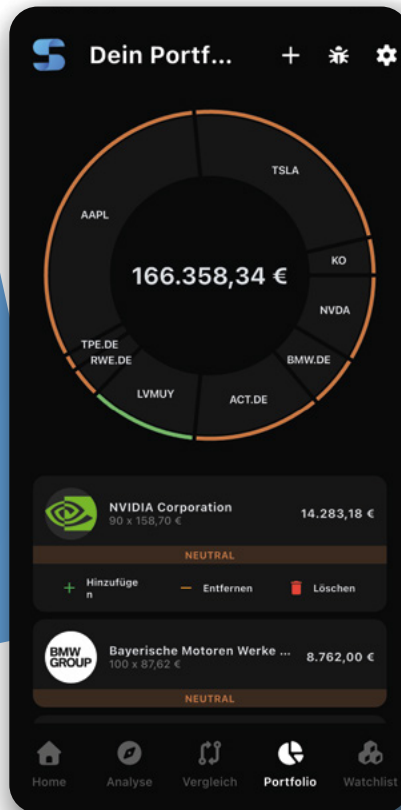 Dein Portf...
TSLA
AAPL
KO
166.358,34 €
NVDA
TPE.DE
RWE.DE
BMW.DE
LVMUY
ACT.DE
NVIDIA Corporation
14.283,18 €
90 x 158,70 €
NEUTRAL
Hinzufüge
n
Entfernen
Löschen
BMW
GROUP
Bayerische Motoren Werke ...
8.762,00 €
100 x 87,62 €
NEUTRAL
Home
Analyse
Vergleich
Portfolio
Watchlist